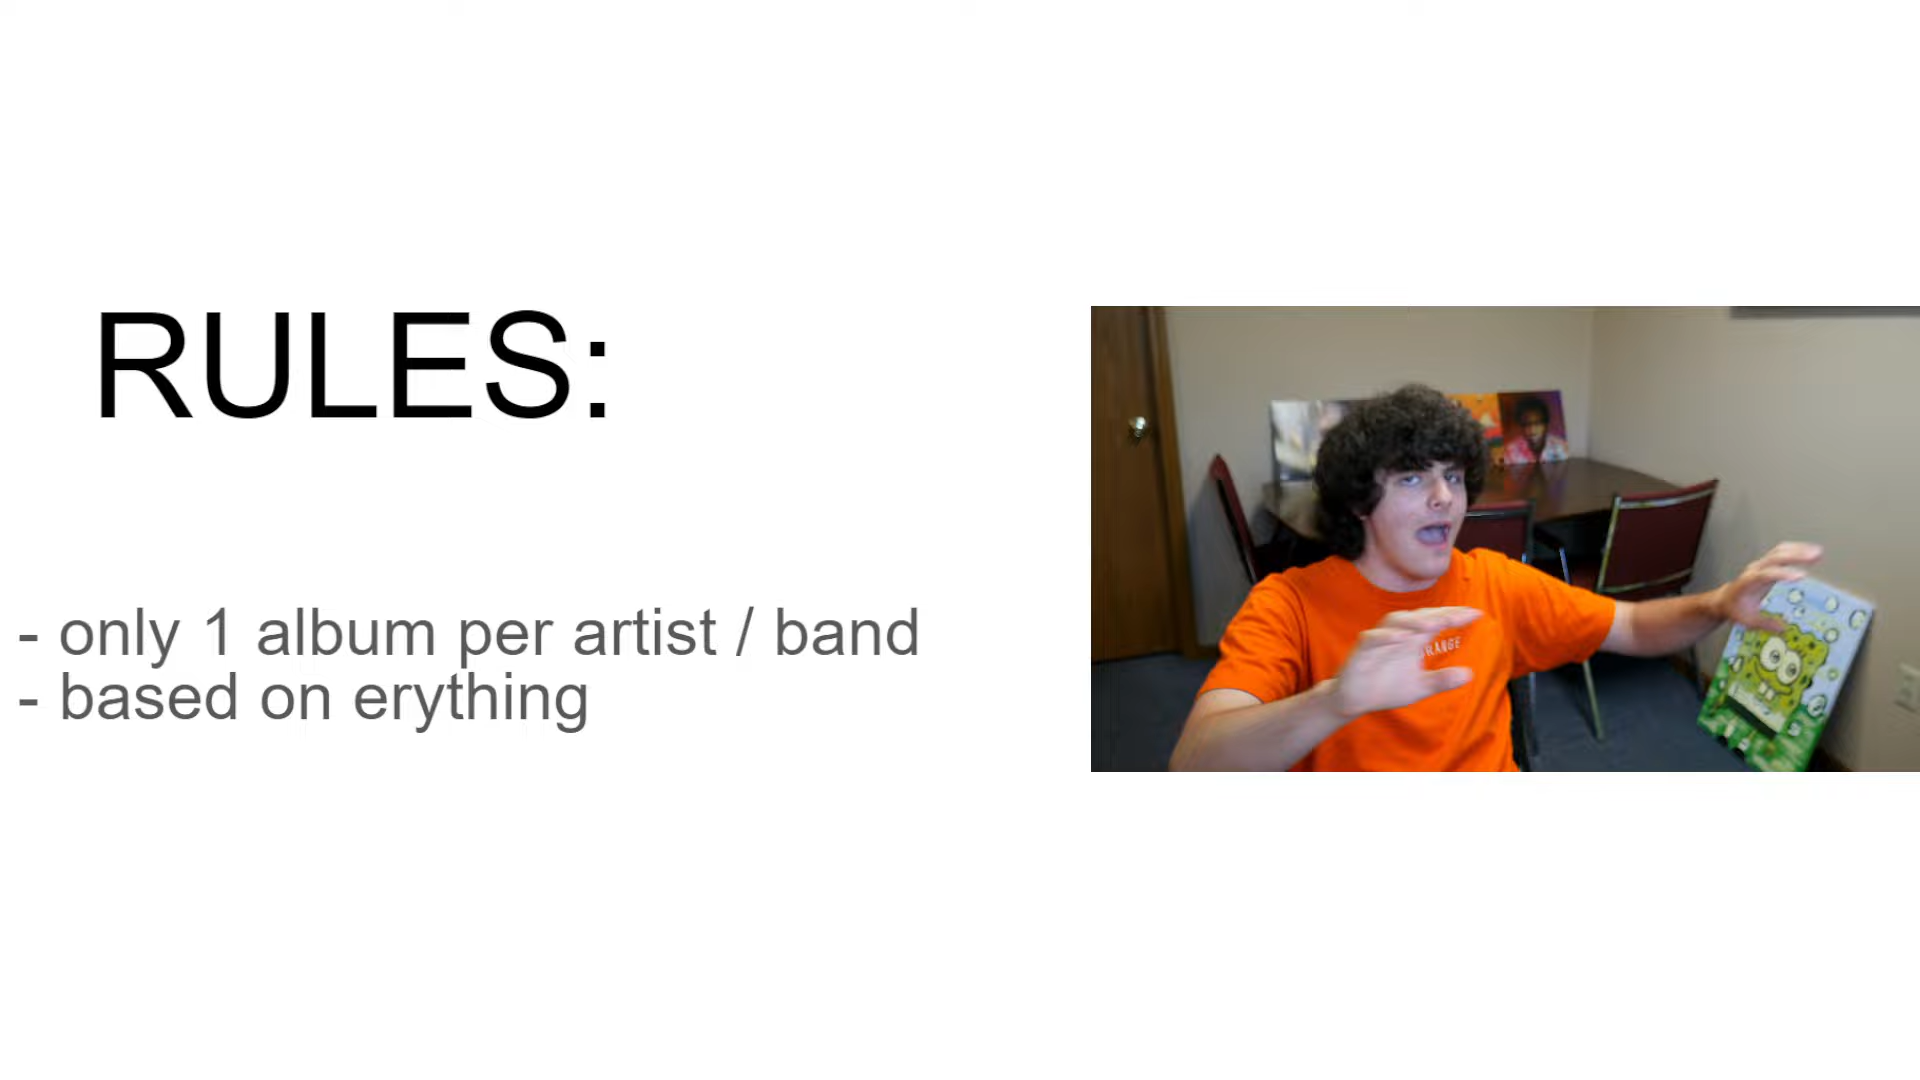 RULES:
- only 1 album per artist / band
- based on erything